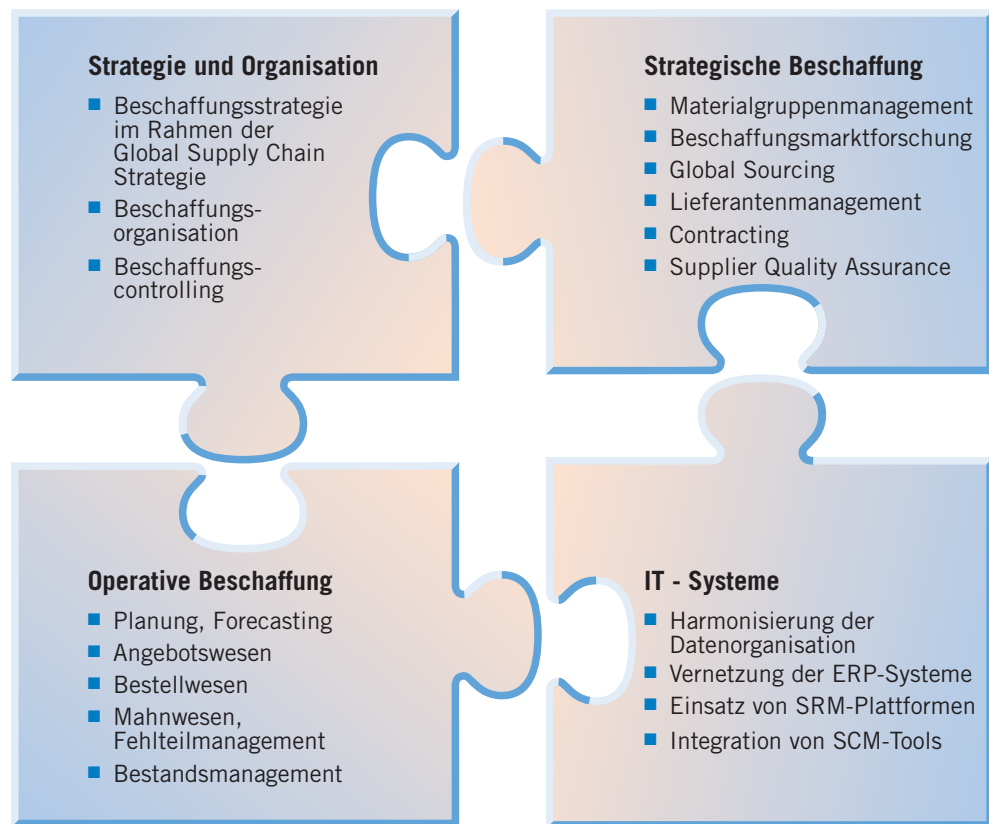 Strategie und Organisation
■ Beschaffungsstrategie
im Rahmen der
Global Supply Chain
Strategie
■ Beschaffungs-
organisation
■ Beschaffungs-
controlling
Strategische Beschaffung
■ Materialgruppenmanagement
■ Beschaffungsmarktforschung
■ Global Sourcing
■ Lieferantenmanagement
■ Contracting
■ Supplier Quality Assurance
Operative Beschaffung
■ Planung, Forecasting
■ Angebotswesen
■ Bestellwesen
■ Mahnwesen,
Fehlteilmanagement
■ Bestandsmanagement
IT - Systeme
■ Harmonisierung der
Datenorganisation
■ Vernetzung der ERP-Systeme
■ Einsatz von SRM-Plattformen
■ Integration von SCM-Tools